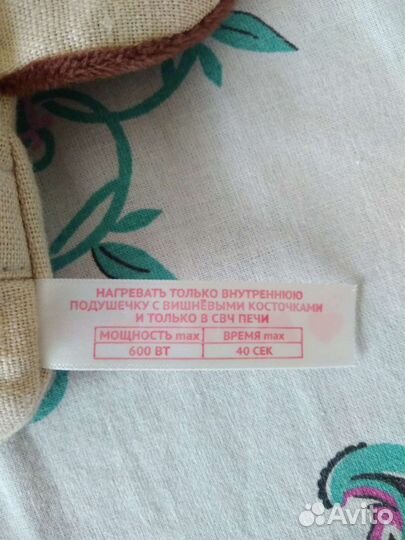 НАГРЕВАТЬ ТОЛЬКО ВНУТРЕННЮЮ
ПОДУШЕЧКУ С ВИШНЁВЫМИ КОСТОЧКАМИ
И ТОЛЬКО В СВЧ ПЕЧИ
МОЩНОСТЬ max ВРЕМЯ max
600 ВТ 40 СЕК
Avito